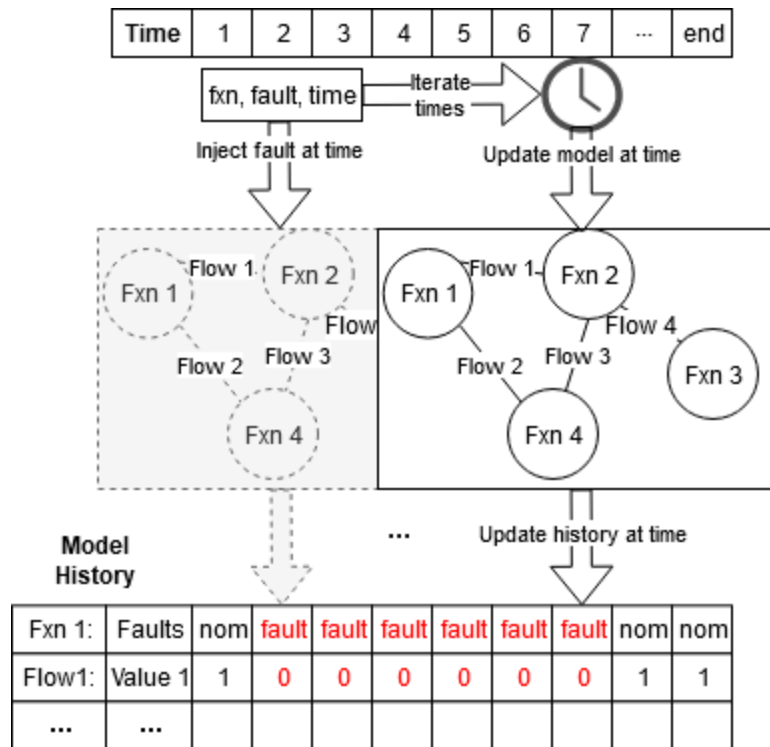 Time 1 2 3 4 5 6 7 ... end
fxn, fault, time
Iterate
times
Inject fault at time
Update model at time
Flow 1
Fxn 2
Fxn 1
Flow
Flow 3
Flow 2
Fxn 4
Flow 1
Fxn 2
Fxn 1
Flow 4
Flow 3
Flow 2
Fxn 3
Fxn 4
... Update history at time
Model
History
Fxn 1: Faults nom fault fault fault fault fault fault nom nom
Flow1: Value 1 1 0 0 0 0 0 0 1 1
... ...